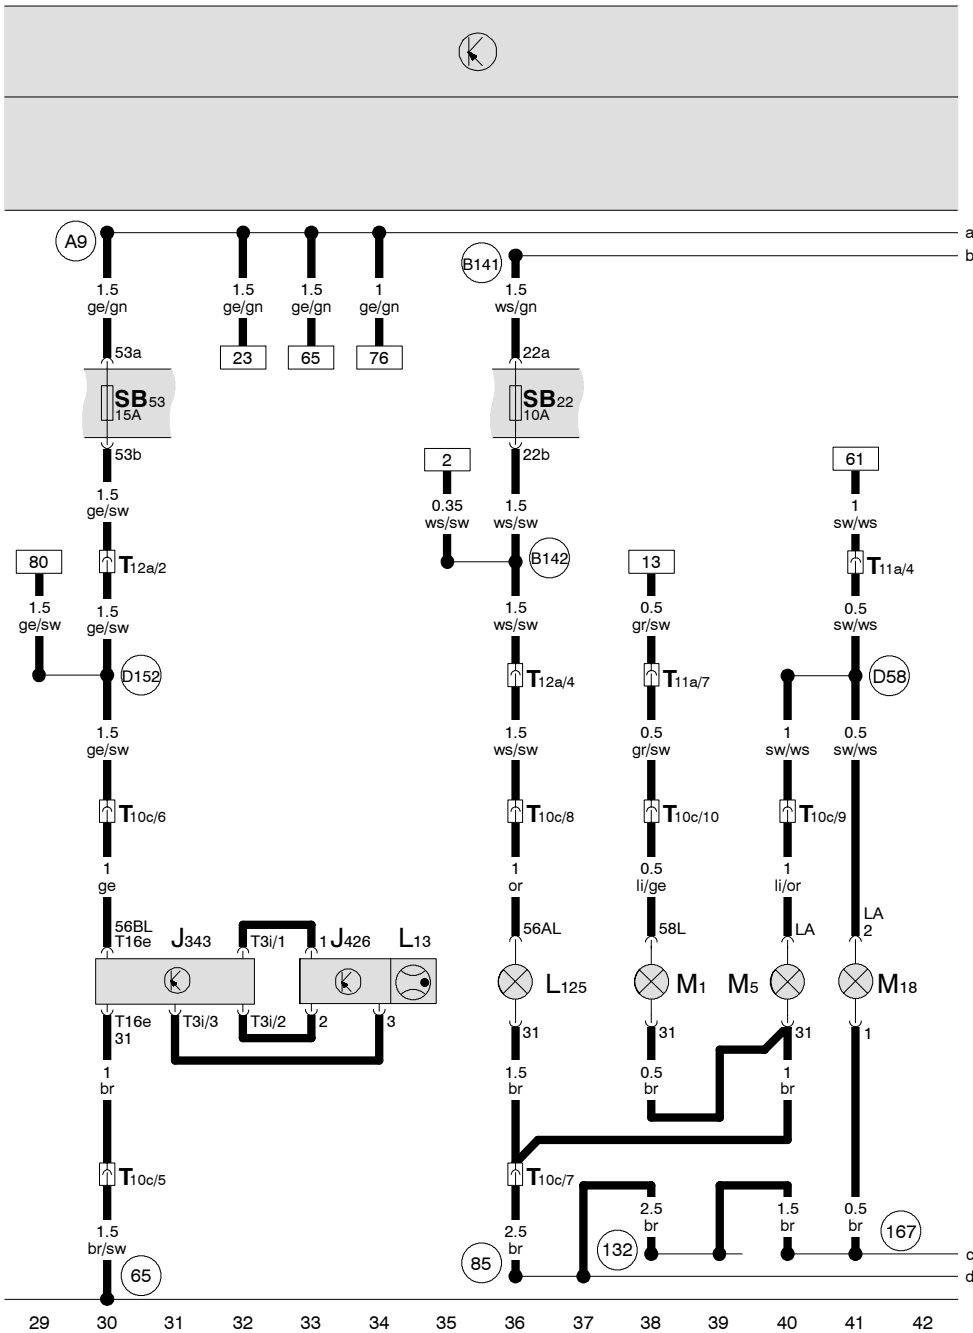 a
A9
b
B141
1.5
ge/gn
1.5
ge/gn
1.5
ge/gn
1
ge/gn
1.5
ws/gn
53a
23
65
76
22a
SB53
15A
SB22
10A
53b
22b
2
61
1.5
ge/sw
0.35
ws/sw
1.5
ws/sw
1
sw/ws
80
T12a/2
B142
13
T11a/4
1.5
ge/sw
1.5
ge/sw
1.5
ws/sw
0.5
gr/sw
0.5
sw/ws
D152
T12a/4
T11a/7
D58
1.5
ge/sw
1.5
ws/sw
0.5
gr/sw
1
sw/ws
0.5
sw/ws
T10c/6
T10c/8
T10c/10
T10c/9
1
ge
1
or
0.5
li/ge
1
li/or
56BL
T16e
J343
T3i/1
1
J426
L13
56AL
58L
LA
LA
2
L125
M1
M5
M18
T16e
31
T3i/3
T3i/2
2
3
31
31
31
1
1
br
1.5
br
0.5
br
1
br
T10c/5
T10c/7
1.5
br/sw
2.5
br
2.5
br
1.5
br
0.5
br
65
85
132
167
c
d
29 30 31 32 33 34 35 36 37 38 39 40 41 42